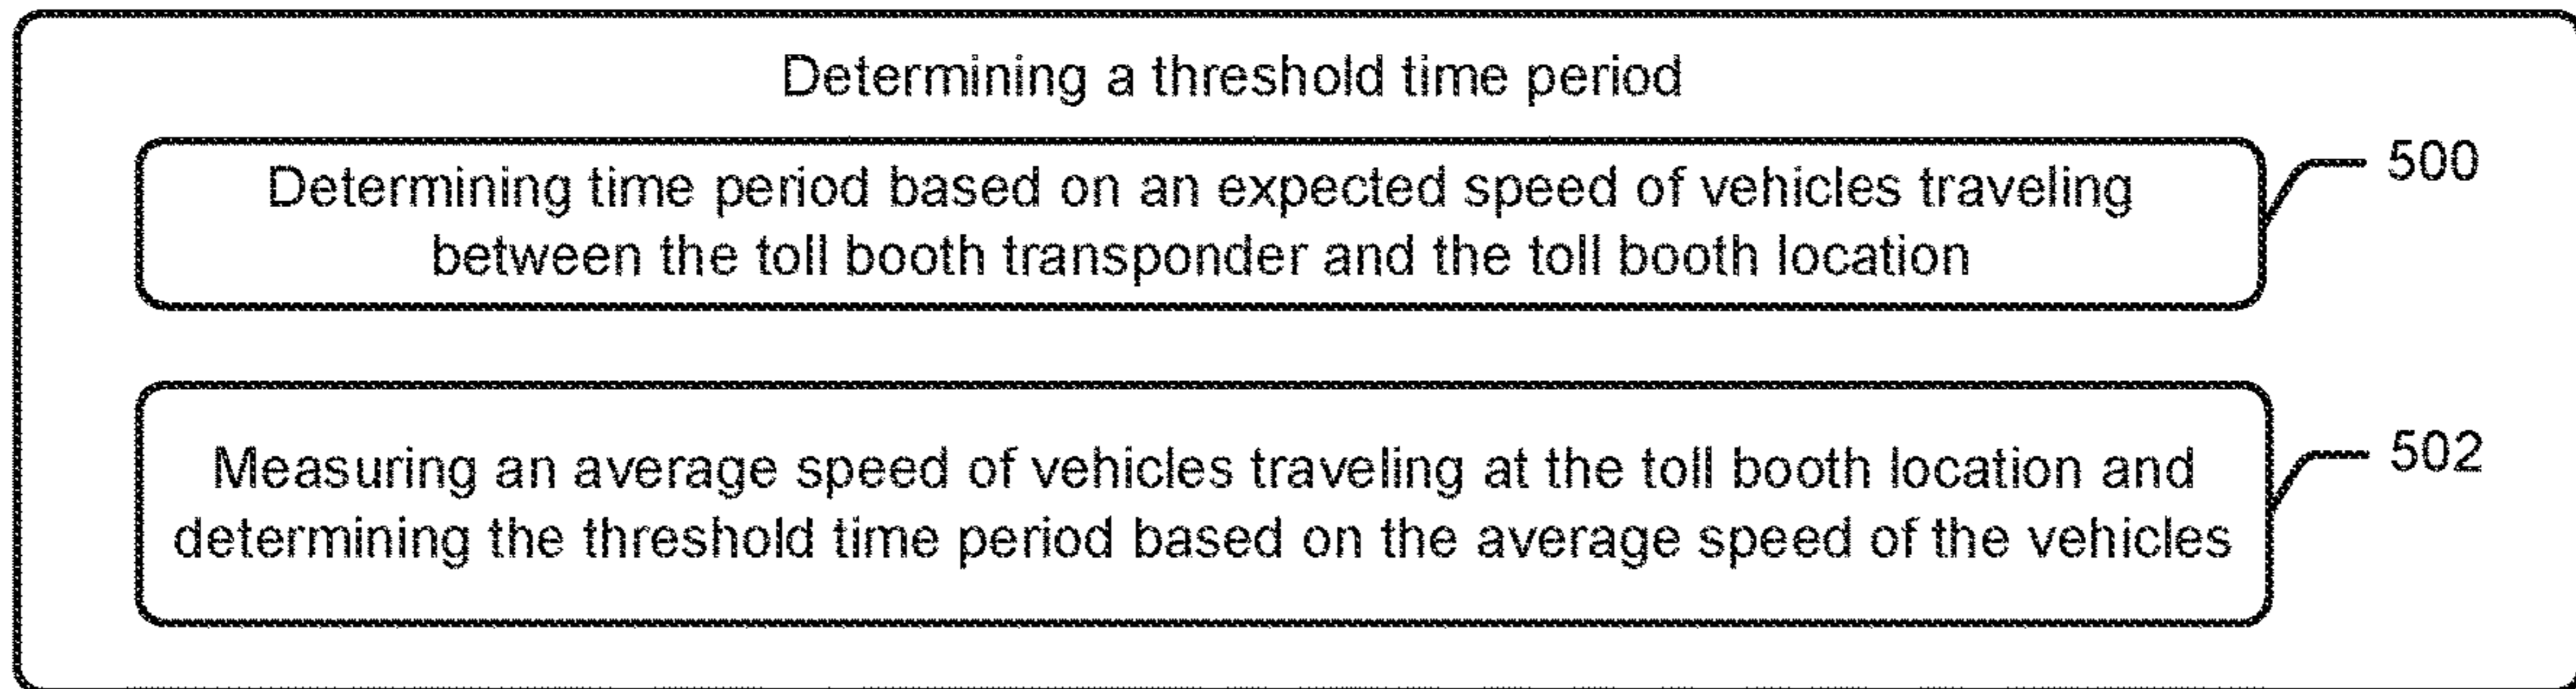 Determining a threshold time period
Determining time period based on an expected speed of vehicles traveling
between the toll booth transponder and the toll booth location
500
Measuring an average speed of vehicles traveling at the toll booth location and
determining the threshold time period based on the average speed of the vehicles
502